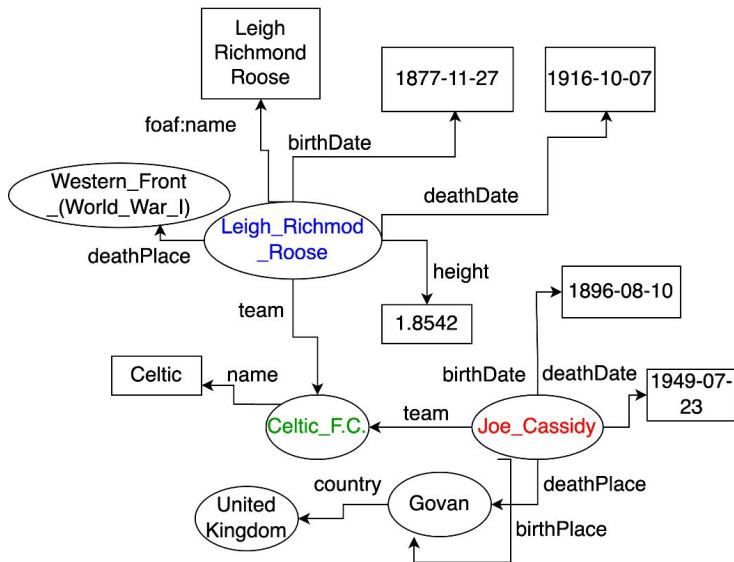 Leigh
Richmond
Roose
1877-11-27
1916-10-07
foaf:name
birthDate
Western_Front
_(World_War_I)
deathDate
Leigh_Richmod
_Roose
deathPlace
height
1896-08-10
team
1.8542
Celtic
name
birthDate
deathDate
1949-07-
23
Celtic_F.C.
team
Joe_Cassidy
country
deathPlace
United
Kingdom
Govan
birthPlace